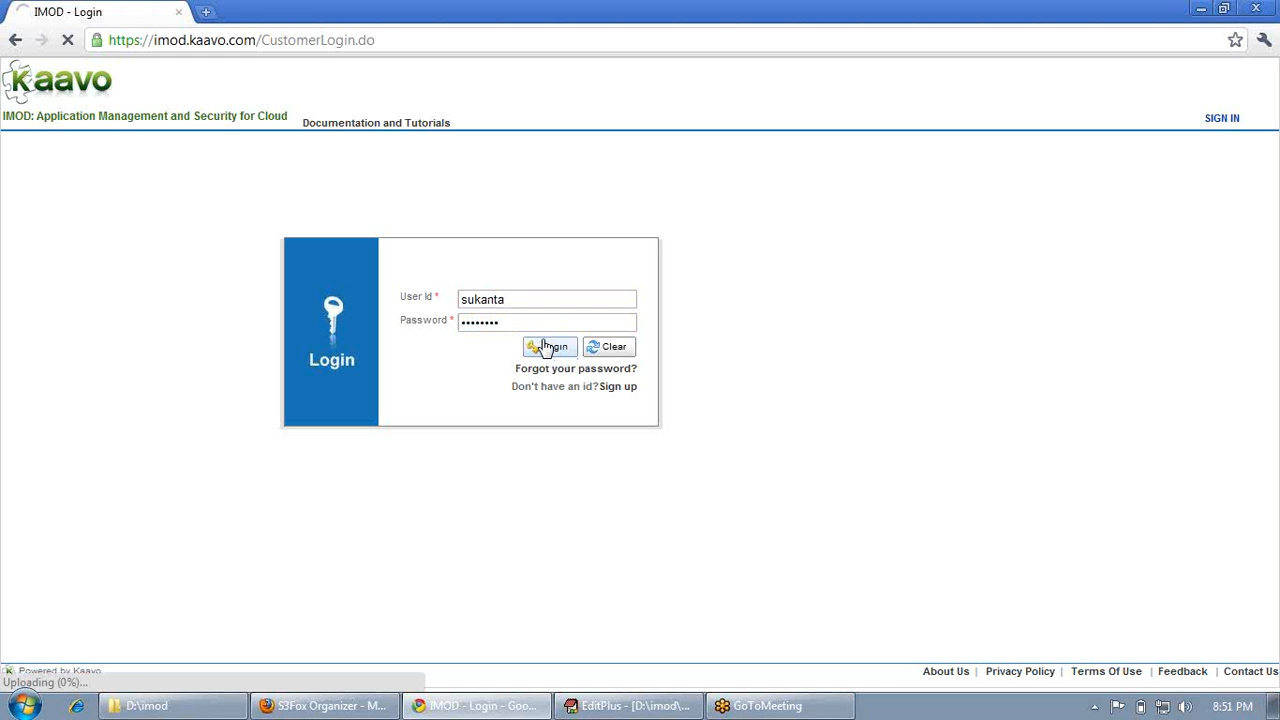 IMOD - Login
https://imod.kaavo.com/CustomerLogin.do
Kaavo
IMOD: Application Management and Security for Cloud
Documentation and Tutorials
SIGN IN
User Id *
sukanta
Password *
••••••••
Login
Clear
Forgot your password?
Don't have an id? Sign up
Powered by Kaavo
About Us | Privacy Policy | Terms Of Use | Feedback | Contact Us
Uploading (0%)...
D:\imod
S3Fox Organizer - M...
IMOD - Login - Goo...
EditPlus - [D:\imod\...
GoToMeeting
8:51 PM